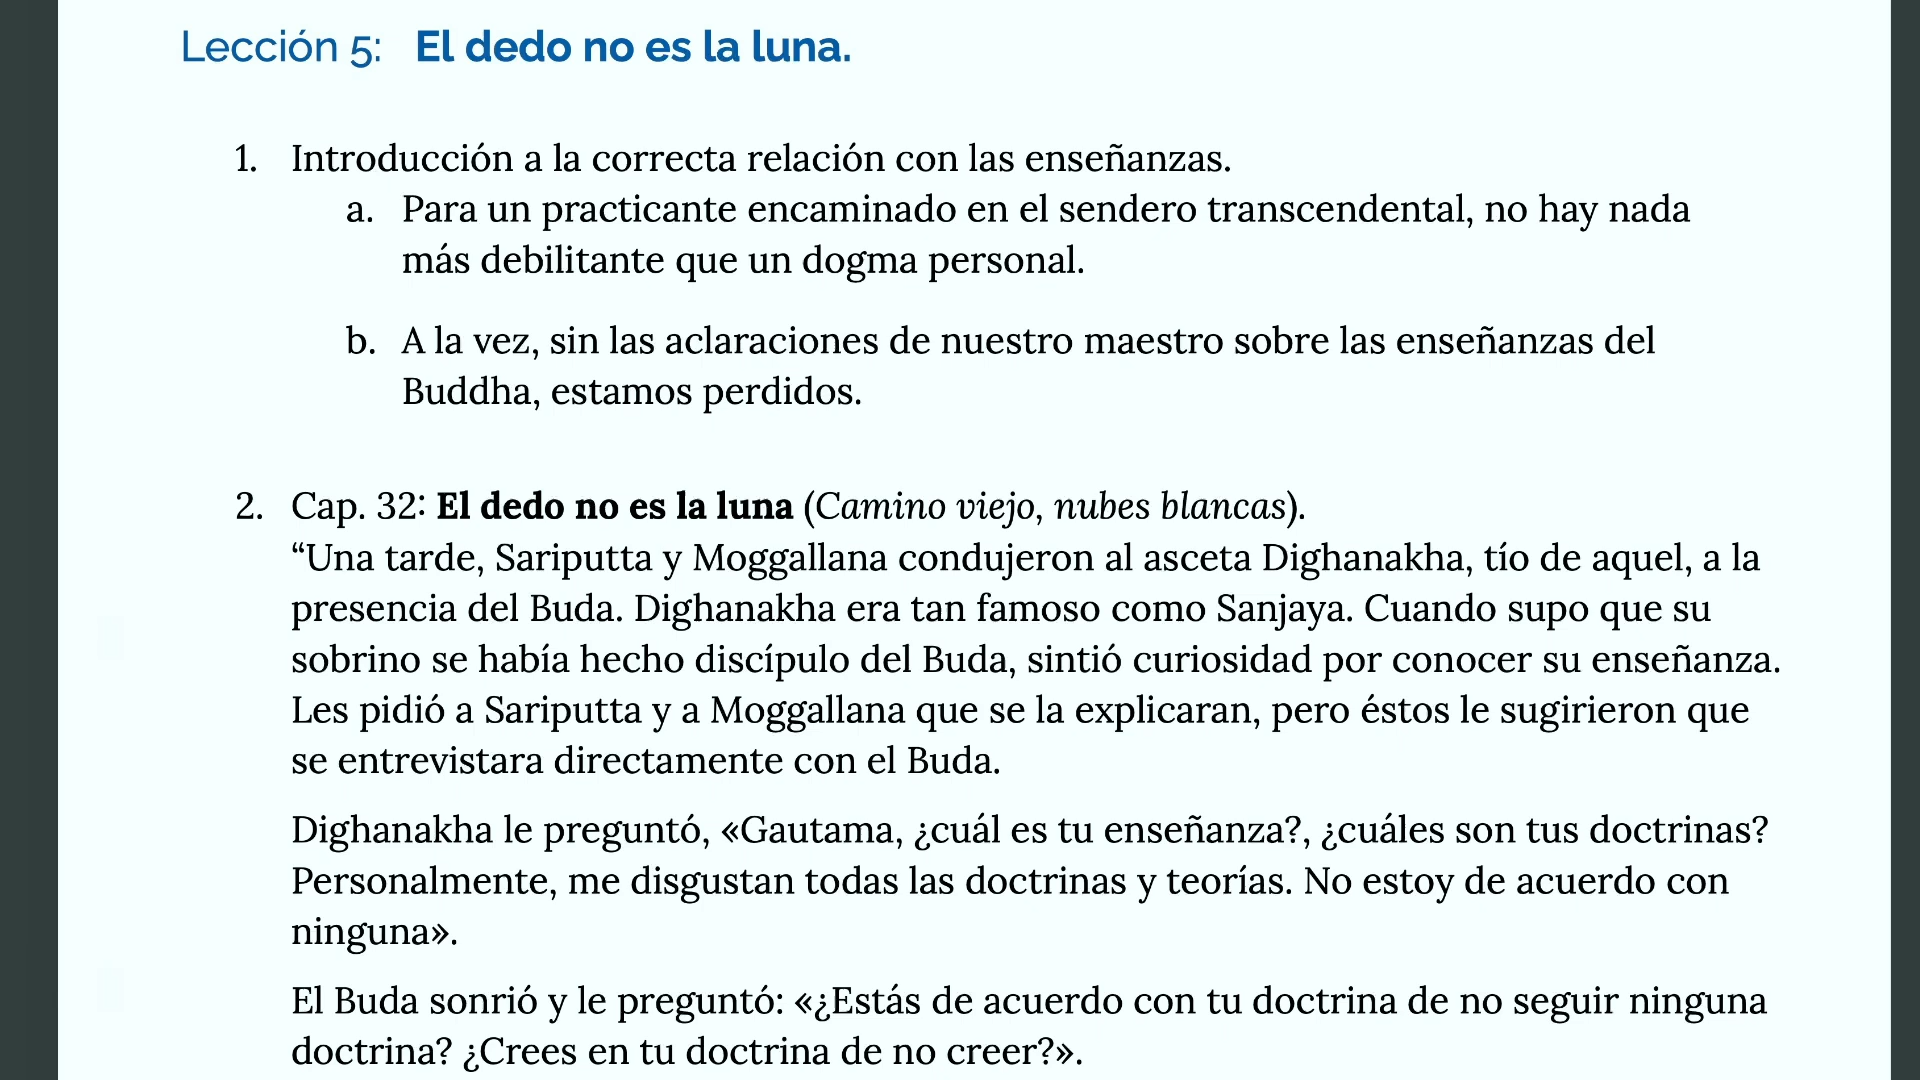 Lección 5: El dedo no es la luna.
1. Introducción a la correcta relación con las enseñanzas.
a. Para un practicante encaminado en el sendero transcendental, no hay nada
más debilitante que un dogma personal.
b. A la vez, sin las aclaraciones de nuestro maestro sobre las enseñanzas del
Buddha, estamos perdidos.
2. Cap. 32: El dedo no es la luna (Camino viejo, nubes blancas).
“Una tarde, Sariputta y Moggallana condujeron al asceta Dighanakha, tío de aquel, a la
presencia del Buda. Dighanakha era tan famoso como Sanjaya. Cuando supo que su
sobrino se había hecho discípulo del Buda, sintió curiosidad por conocer su enseñanza.
Les pidió a Sariputta y a Moggallana que se la explicaran, pero éstos le sugirieron que
se entrevistara directamente con el Buda.
Dighanakha le preguntó, «Gautama, ¿cuál es tu enseñanza?, ¿cuáles son tus doctrinas?
Personalmente, me disgustan todas las doctrinas y teorías. No estoy de acuerdo con
ninguna».
El Buda sonrió y le preguntó: «¿Estás de acuerdo con tu doctrina de no seguir ninguna
doctrina? ¿Crees en tu doctrina de no creer?».